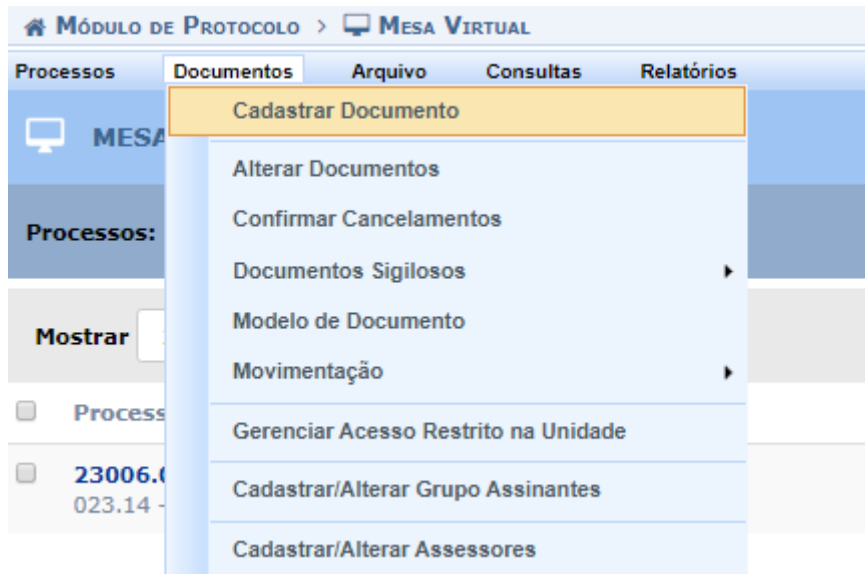 Módulo de Protocolo > Mesa Virtual
Processos Documentos Arquivo Consultas Relatórios
MESA
Cadastrar Documento
Alterar Documentos
Processos:
Confirmar Cancelamentos
Documentos Sigilosos
Mostrar
Modelo de Documento
Movimentação
Process
Gerenciar Acesso Restrito na Unidade
23006.
023.14 -
Cadastrar/Alterar Grupo Assinantes
Cadastrar/Alterar Assessores